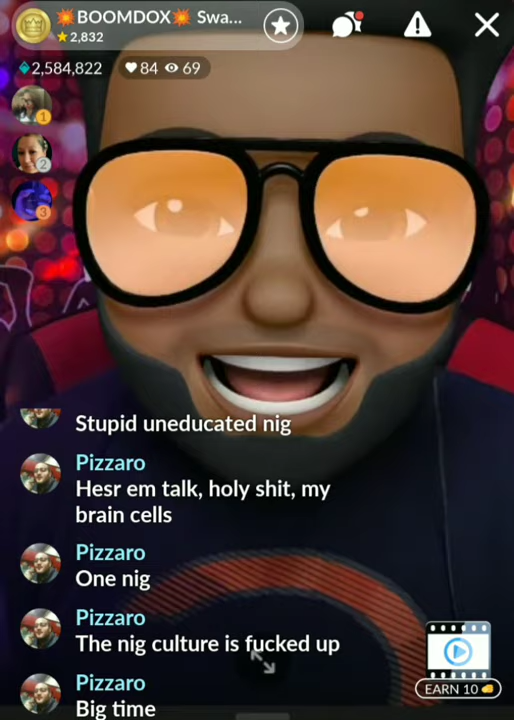 💥BOOMDOX💥 Swa...
2,832
2,584,822
84 69
1
2
3
Stupid uneducated nig
Pizzaro
Hesr em talk, holy shit, my
brain cells
Pizzaro
One nig
Pizzaro
The nig culture is fucked up
Pizzaro
Big time
EARN 10